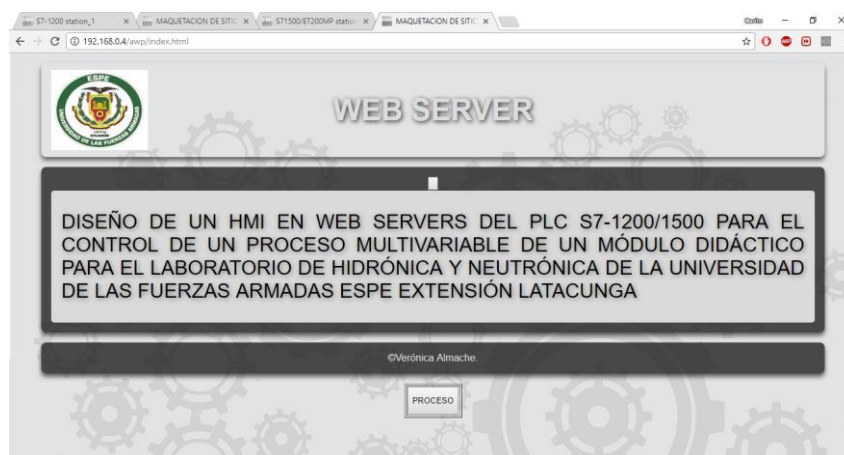 S7-1200 station_1
MAQUETACION DE SITIO
S71500/ET200MP station
MAQUETACION DE SITIO
192.168.0.4/awp/index.html
ESPE
WEB SERVER
DISEÑO DE UN HMI EN WEB SERVERS DEL PLC S7-1200/1500 PARA EL
CONTROL DE UN PROCESO MULTIVARIABLE DE UN MÓDULO DIDÁCTICO
PARA EL LABORATORIO DE HIDRÓNICA Y NEUTRÓNICA DE LA UNIVERSIDAD
DE LAS FUERZAS ARMADAS ESPE EXTENSIÓN LATACUNGA
©Verónica Almache.
PROCESO